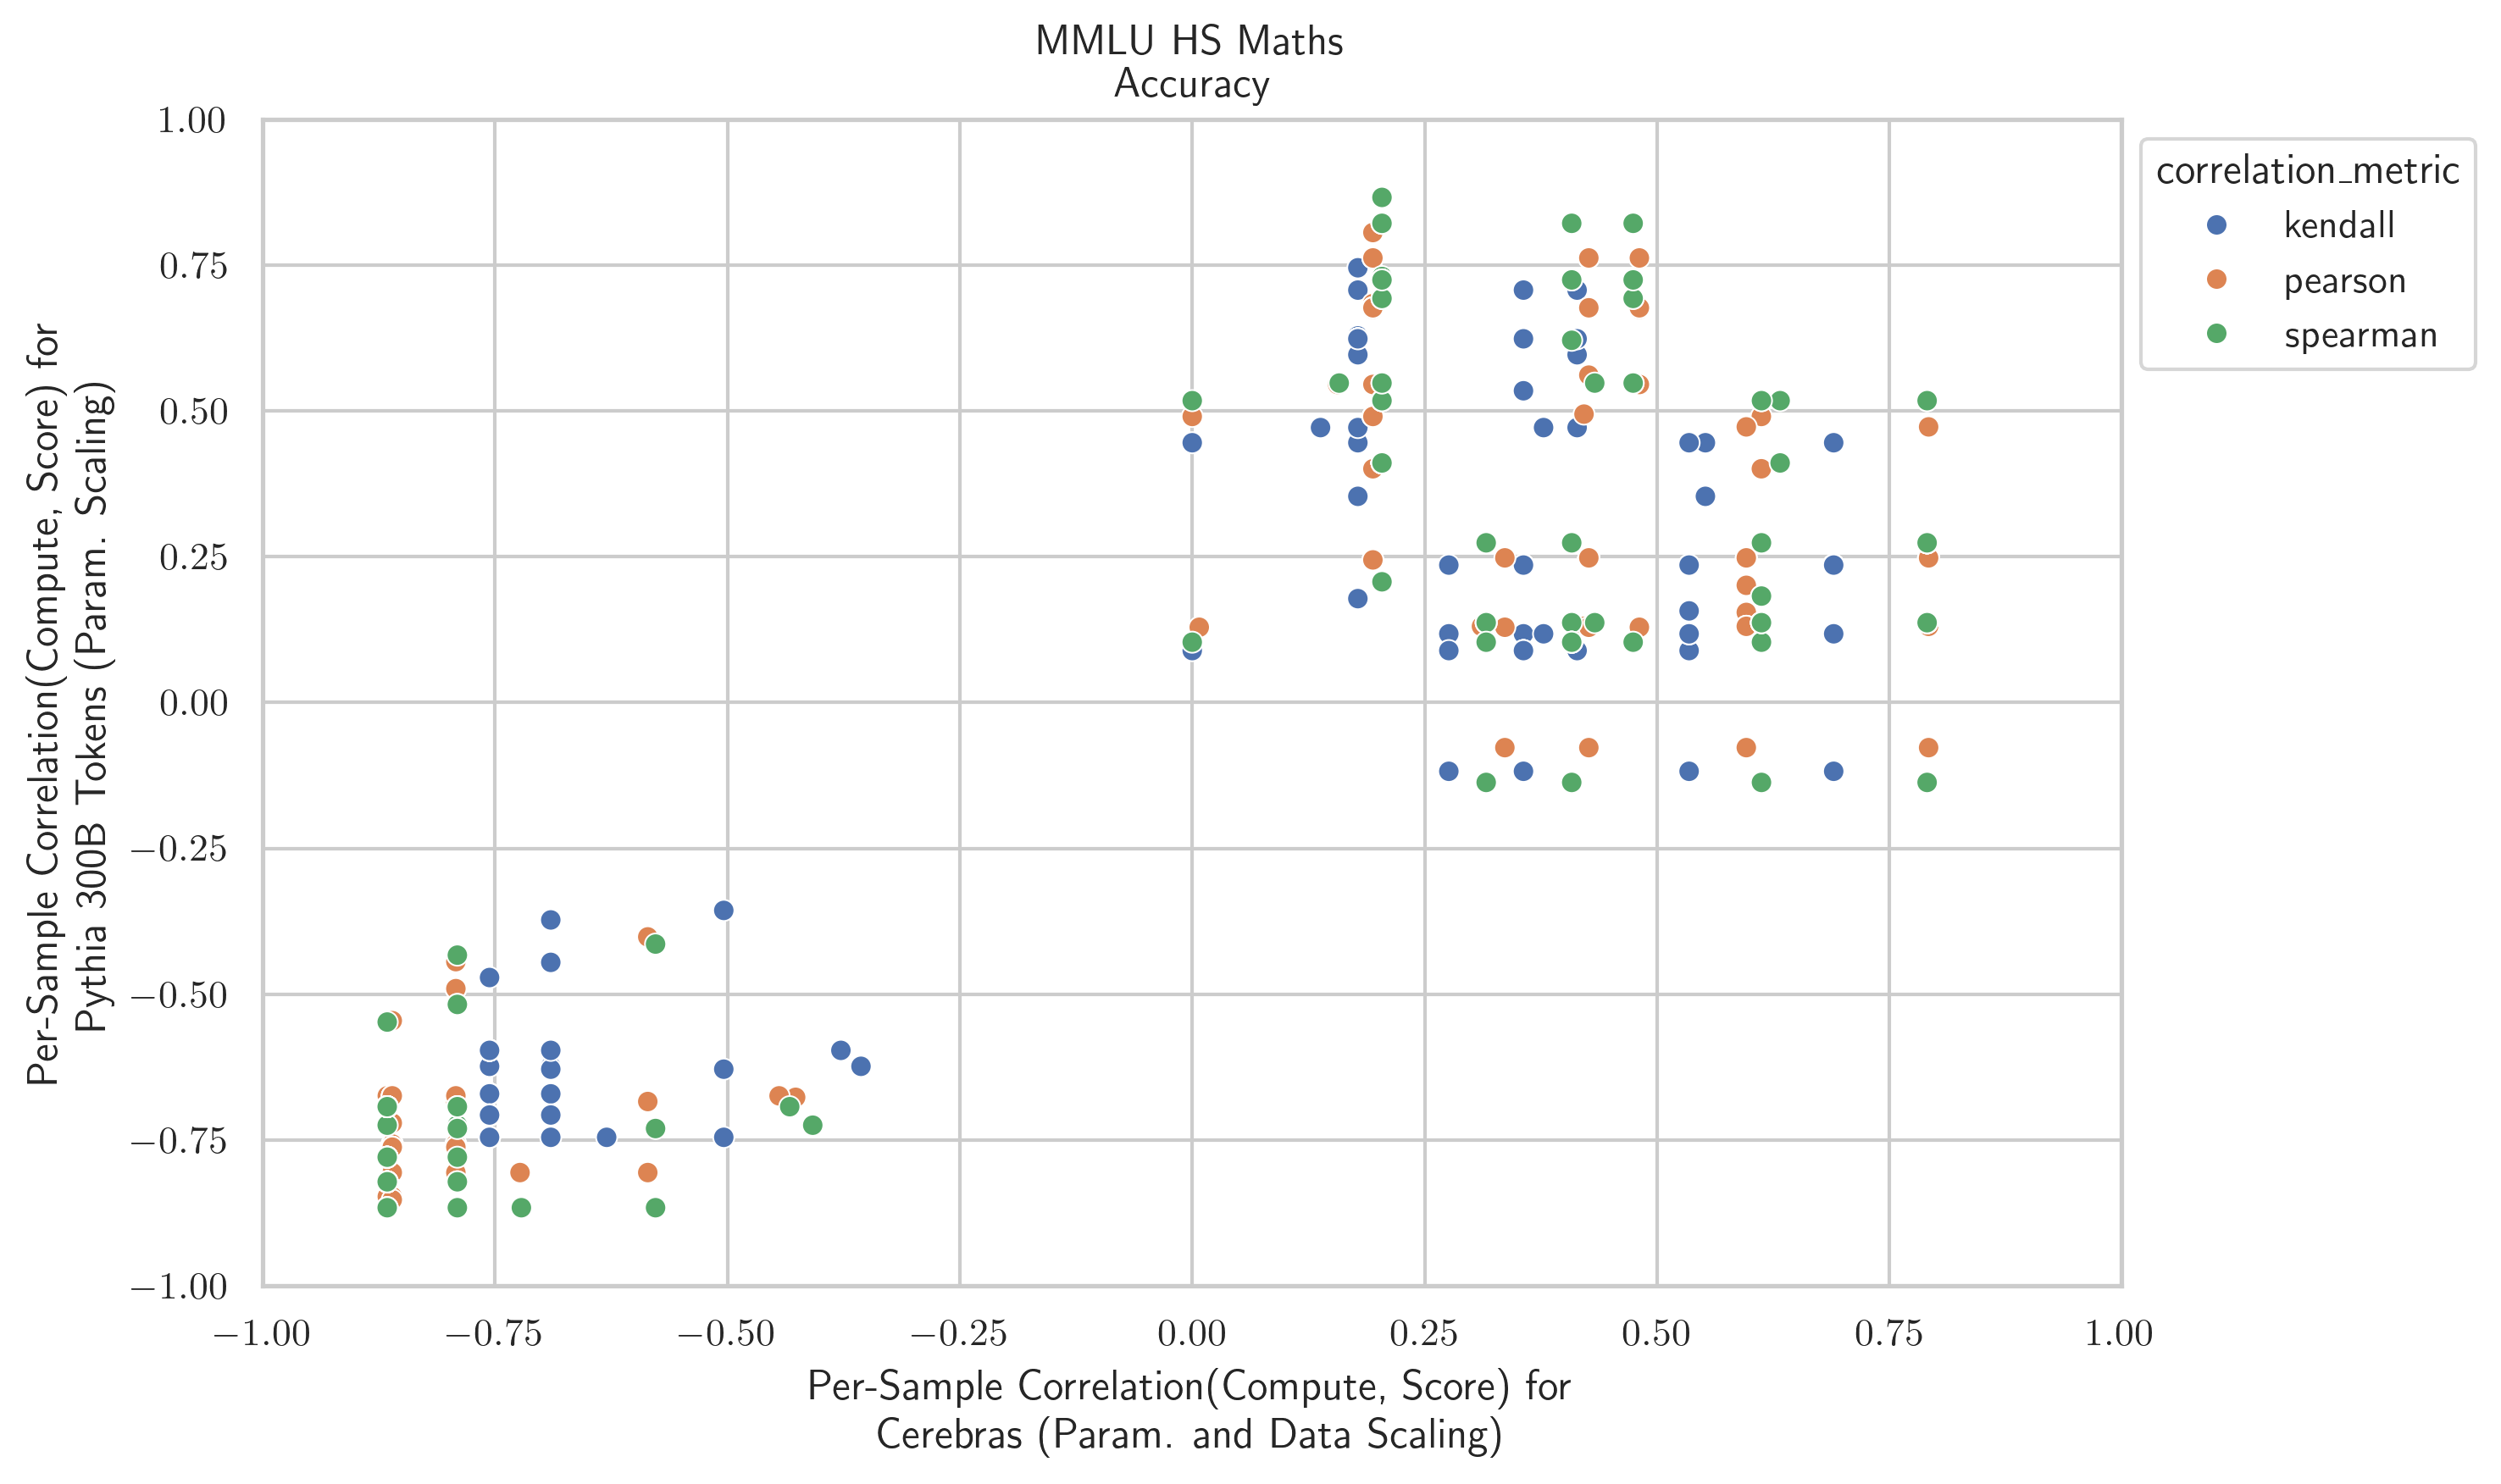 MMLU HS Maths
Accuracy
Per-Sample Correlation(Compute, Score) for
Pythia 300B Tokens (Param. Scaling)
1.00
0.75
0.50
0.25
0.00
−0.25
−0.50
−0.75
−1.00
−1.00 −0.75 −0.50 −0.25 0.00 0.25 0.50 0.75 1.00
Per-Sample Correlation(Compute, Score) for
Cerebras (Param. and Data Scaling)
correlation_metric
kendall
pearson
spearman